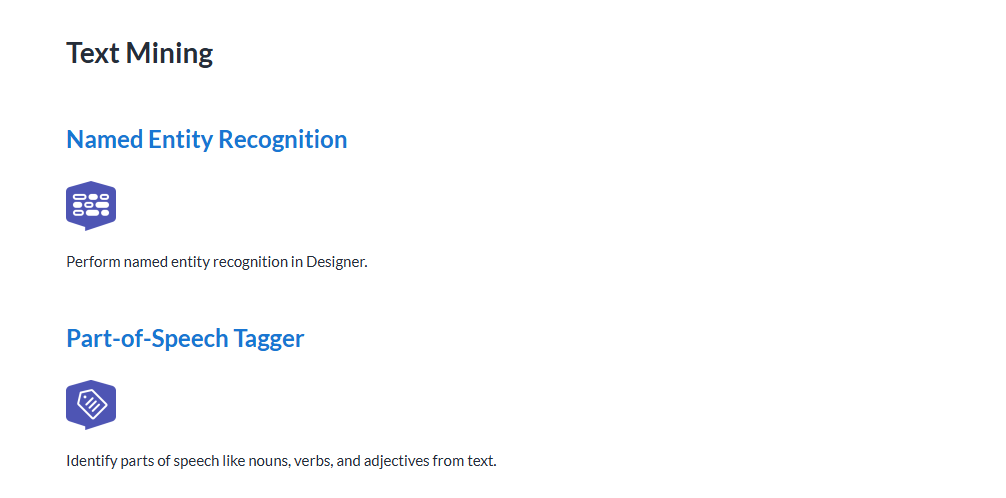 Text Mining
Named Entity Recognition
Perform named entity recognition in Designer.
Part-of-Speech Tagger
Identify parts of speech like nouns, verbs, and adjectives from text.